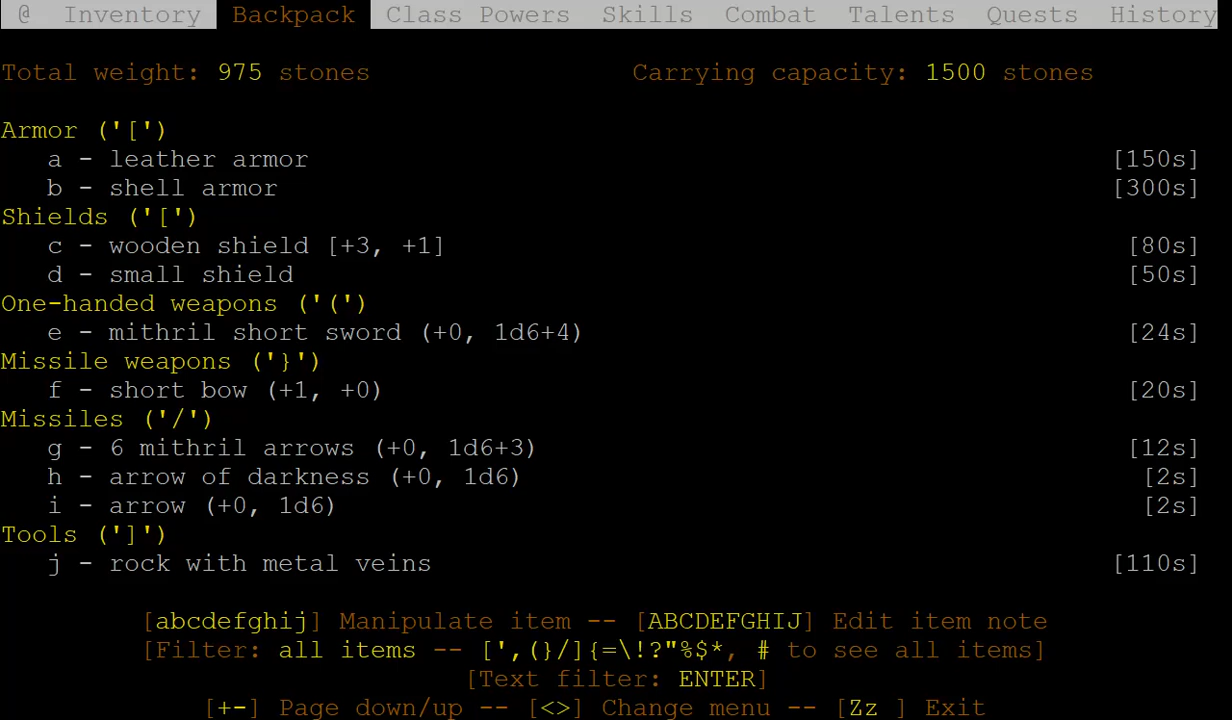 @ Inventory Backpack Class Powers Skills Combat Talents Quests History
Total weight: 975 stones Carrying capacity: 1500 stones
Armor ('[')
a - leather armor [150s]
b - shell armor [300s]
Shields ('[')
c - wooden shield [+3, +1] [80s]
d - small shield [50s]
One-handed weapons ('(')
e - mithril short sword (+0, 1d6+4) [24s]
Missile weapons ('}')
f - short bow (+1, +0) [20s]
Missiles ('/')
g - 6 mithril arrows (+0, 1d6+3) [12s]
h - arrow of darkness (+0, 1d6) [2s]
i - arrow (+0, 1d6) [2s]
Tools (']')
j - rock with metal veins [110s]
[abcdefghij] Manipulate item -- [ABCDEFGHIJ] Edit item note
[Filter: all items -- [',(}/]{=\!?"%$*, # to see all items]
[Text filter: ENTER]
[+-] Page down/up -- [<>] Change menu -- [Zz ] Exit